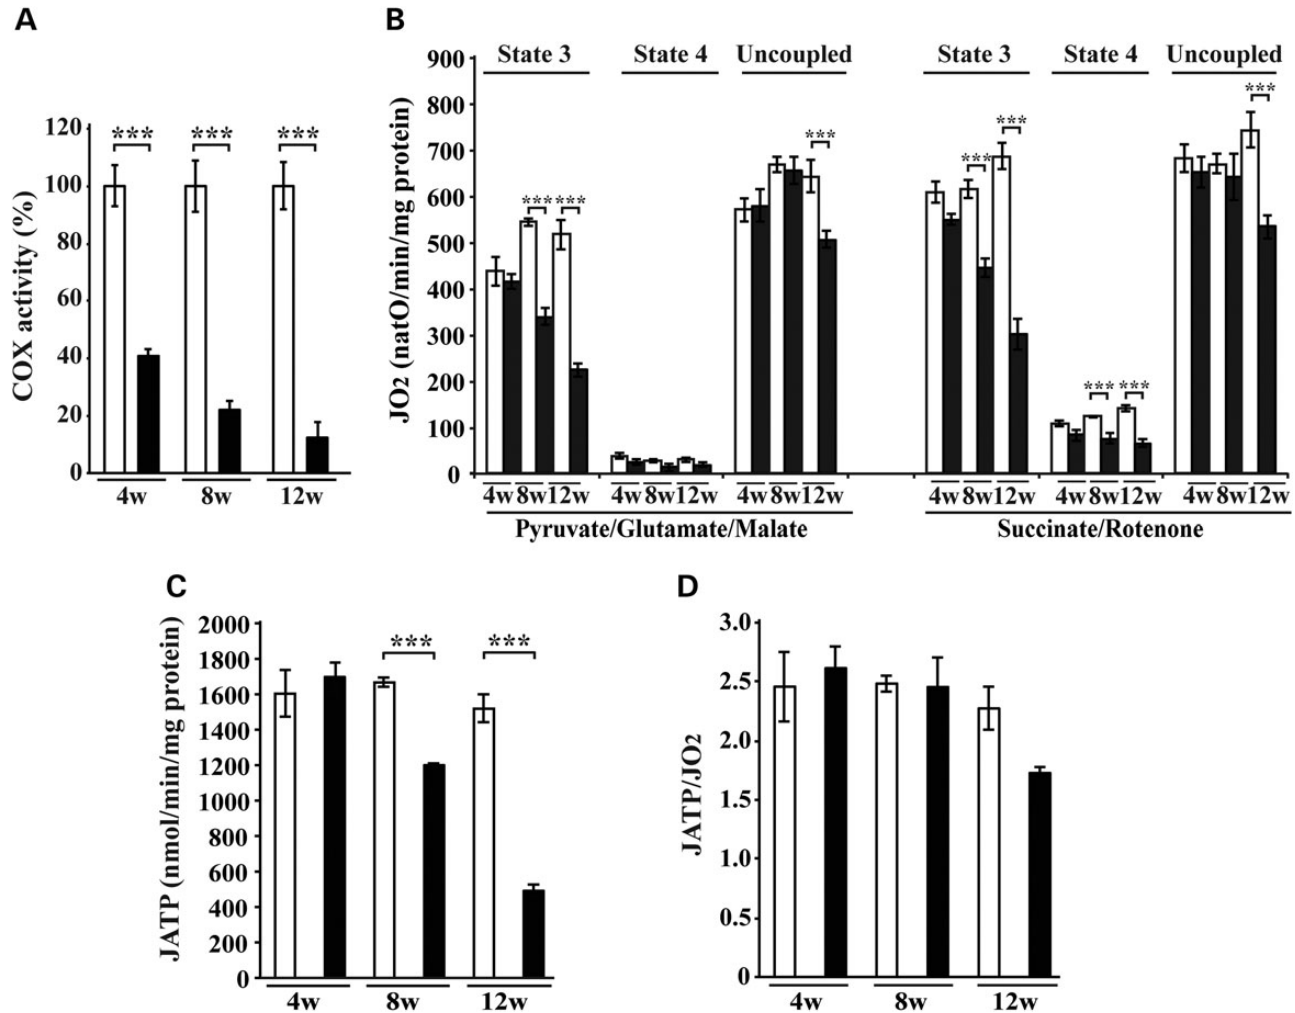 A
COX activity (%)
120
100
80
60
40
20
0
*** *** ***
4w 8w 12w
B
JO2 (natO/min/mg protein)
900
800
700
600
500
400
300
200
100
0
State 3 State 4 Uncoupled State 3 State 4 Uncoupled
*** *** *** *** *** *** *** ***
4w 8w 12w 4w 8w 12w 4w 8w 12w 4w 8w 12w 4w 8w 12w 4w 8w 12w
Pyruvate/Glutamate/Malate Succinate/Rotenone
C
JATP (nmol/min/mg protein)
2000
1800
1600
1400
1200
1000
800
600
400
200
0
*** ***
4w 8w 12w
D
JATP/JO2
3.0
2.5
2.0
1.5
1.0
0.5
0
4w 8w 12w